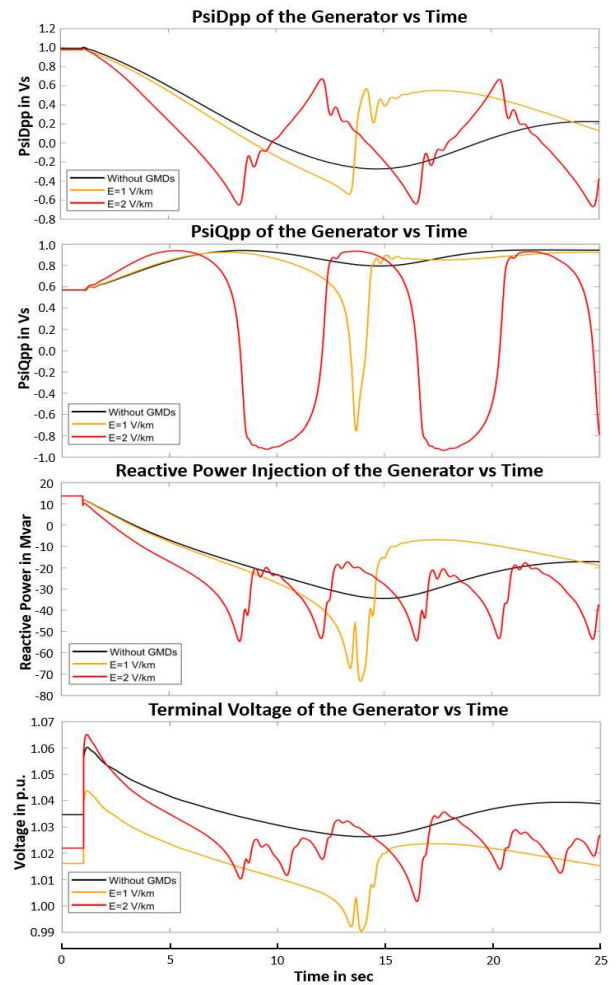 PsiDpp of the Generator vs Time
PsiDpp in Vs
1.2
1.0
0.8
0.6
0.4
0.2
0.0
-0.2
-0.4
-0.6
-0.8
Without GMDs
E=1 V/km
E=2 V/km
PsiQpp of the Generator vs Time
PsiQpp in Vs
1.0
0.8
0.6
0.4
0.2
0.0
-0.2
-0.4
-0.6
-0.8
-1.0
Without GMDs
E=1 V/km
E=2 V/km
Reactive Power Injection of the Generator vs Time
Reactive Power in Mvar
20
10
0
-10
-20
-30
-40
-50
-60
-70
-80
Without GMDs
E=1 V/km
E=2 V/km
Terminal Voltage of the Generator vs Time
Voltage in p.u.
1.07
1.06
1.05
1.04
1.03
1.02
1.01
1.00
0.99
Without GMDs
E=1 V/km
E=2 V/km
0 5 10 15 20 25
Time in sec